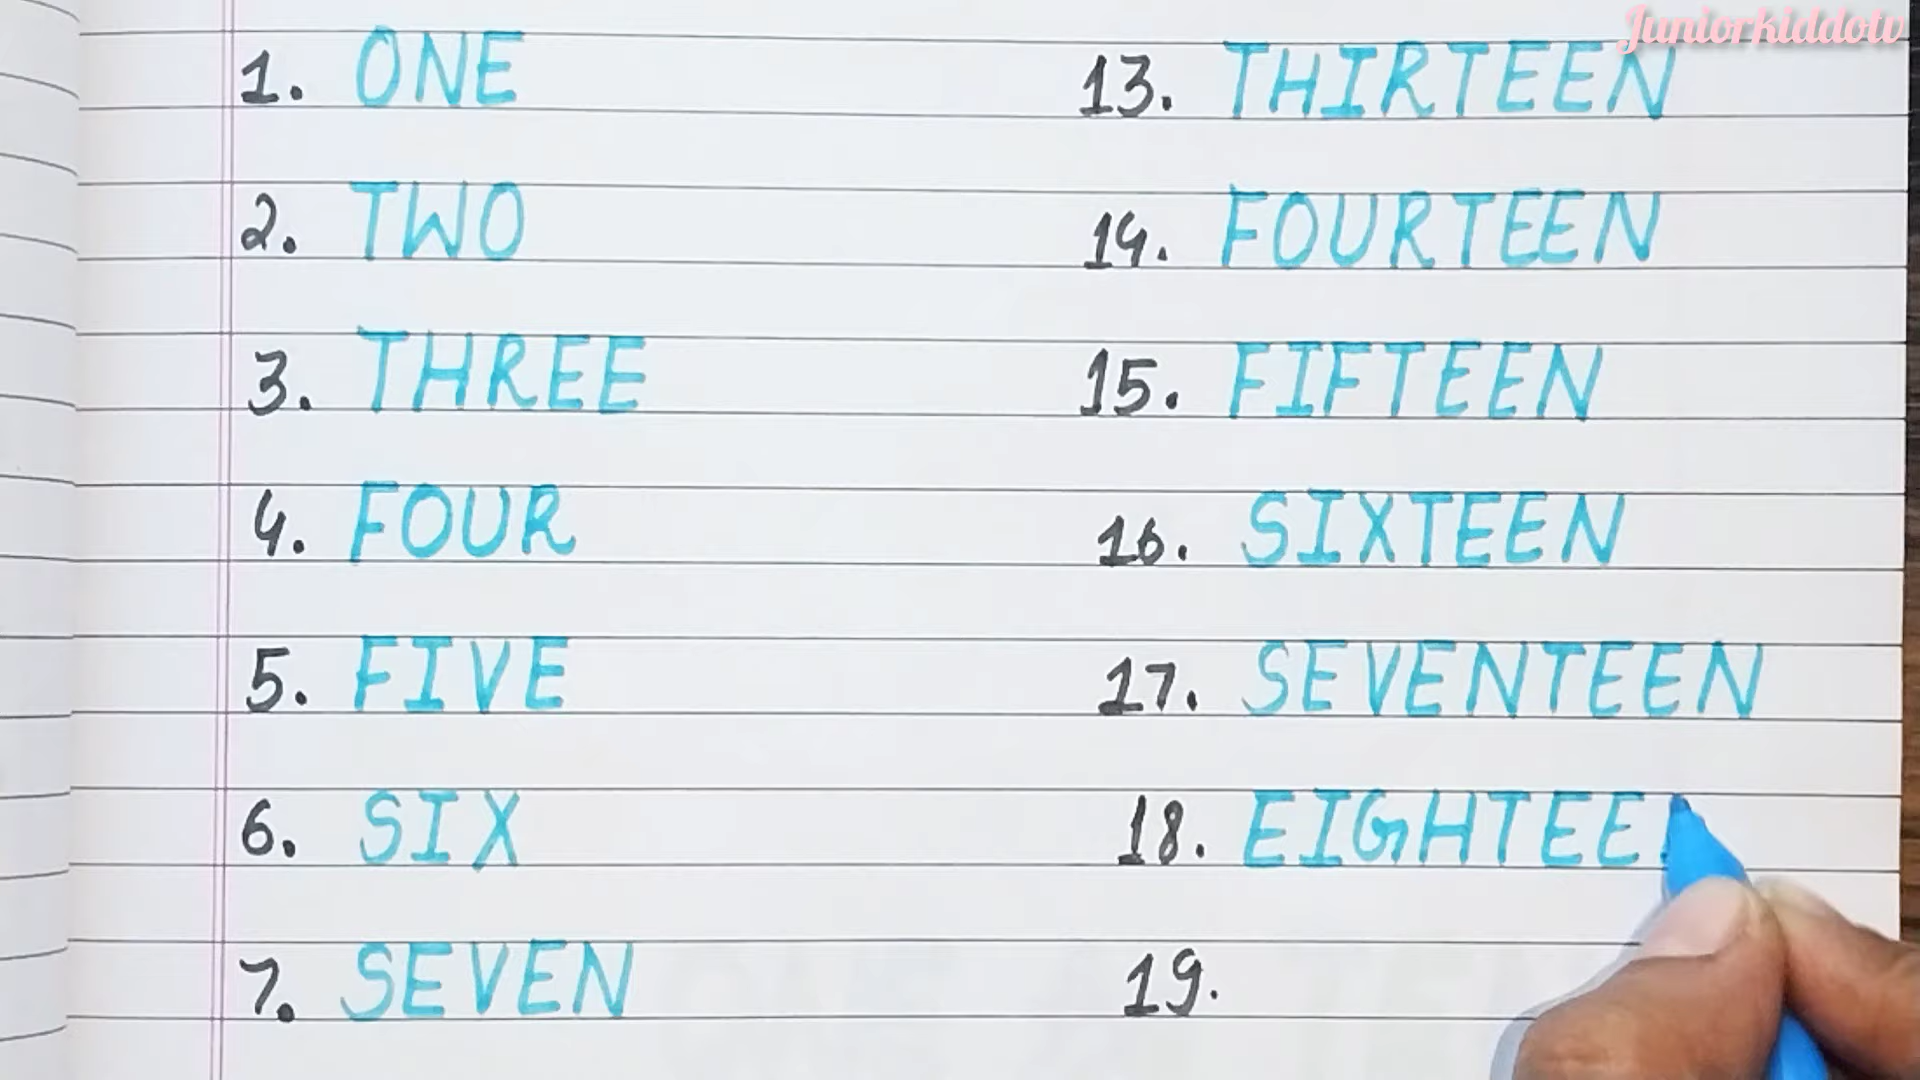 Juniorkiddotv
1. ONE
2. TWO
3. THREE
4. FOUR
5. FIVE
6. SIX
7. SEVEN
13. THIRTEEN
14. FOURTEEN
15. FIFTEEN
16. SIXTEEN
17. SEVENTEEN
18. EIGHTEE
19.